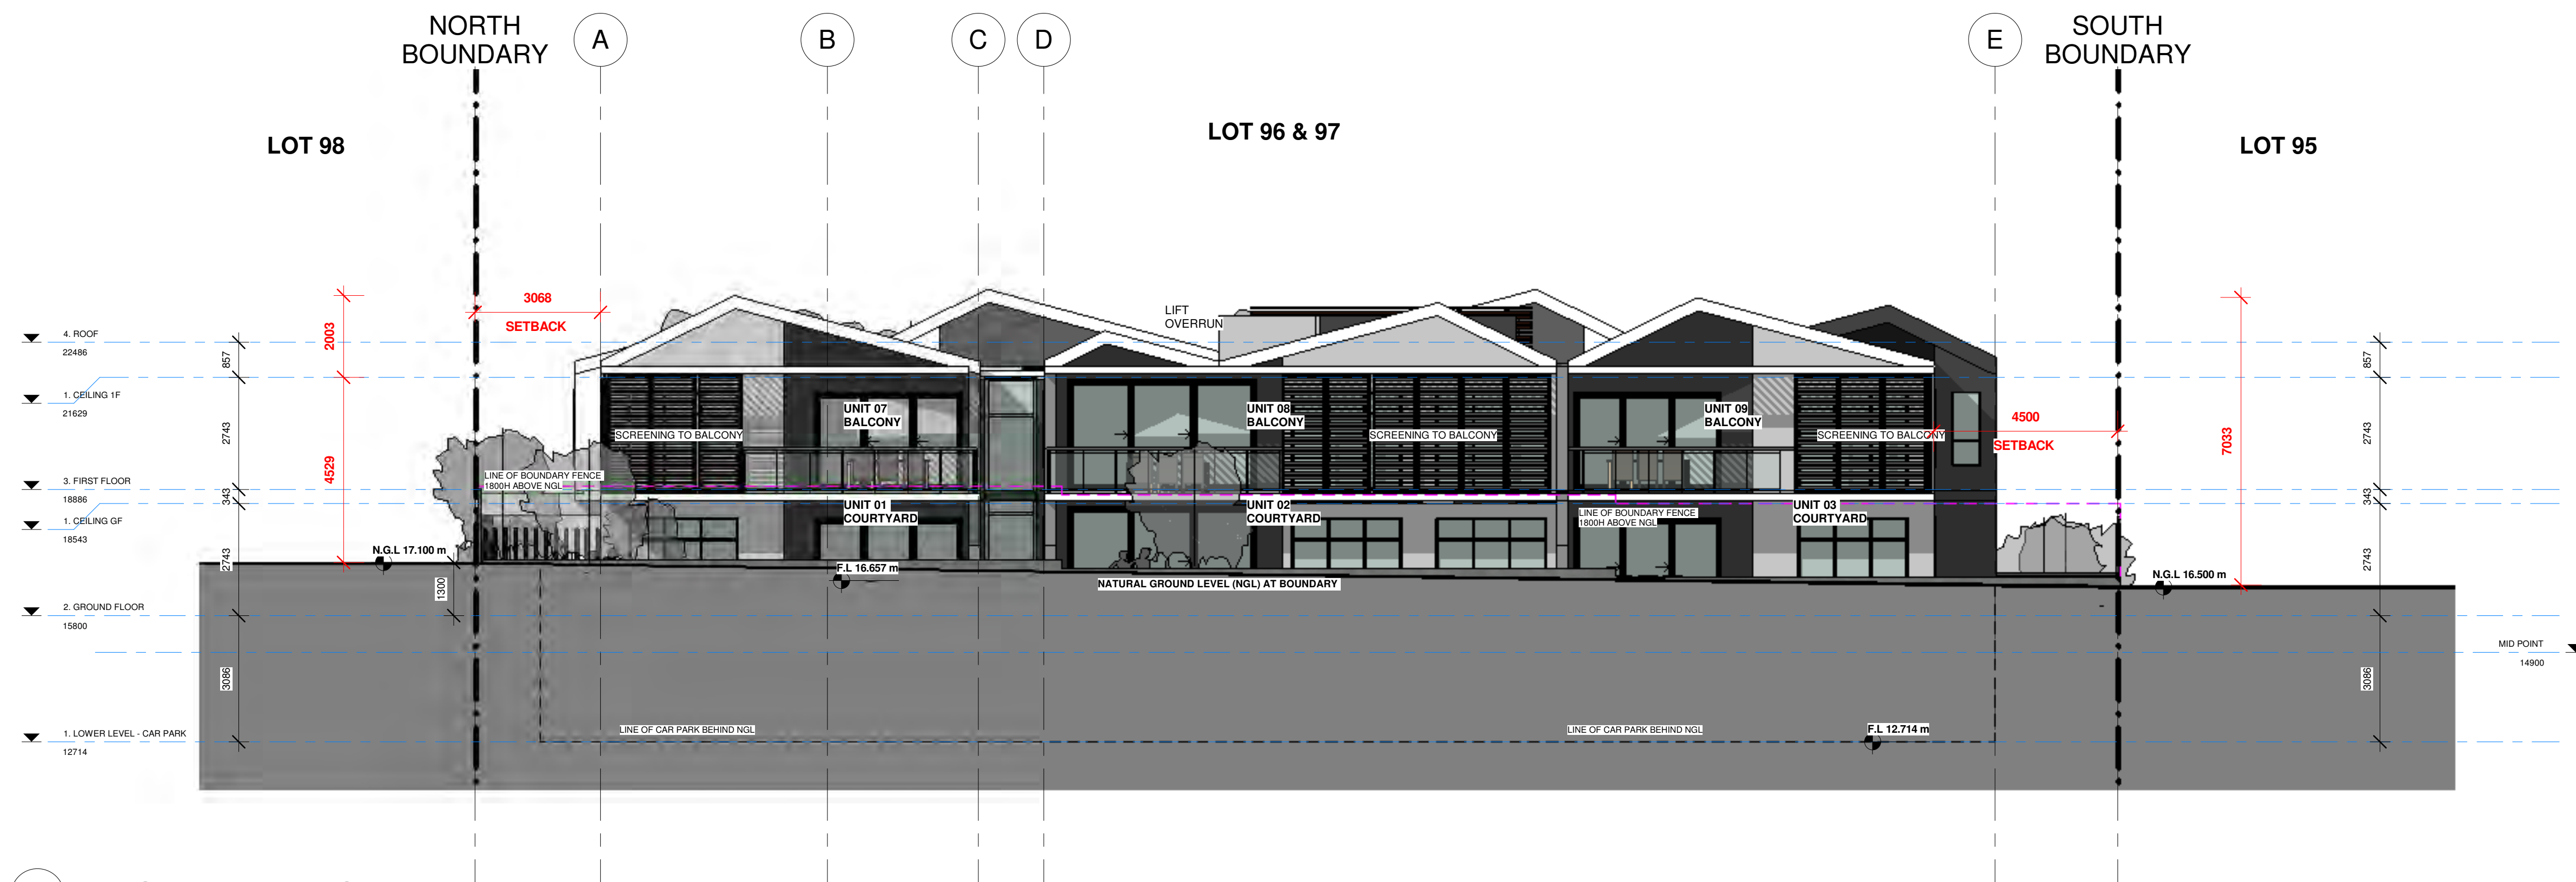 NORTH
BOUNDARY
A
B
C
D
E
SOUTH
BOUNDARY
LOT 98
LOT 96 & 97
LOT 95
3068
SETBACK
LIFT
OVERRUN
4. ROOF
22486
1. CEILING 1F
21629
3. FIRST FLOOR
18886
1. CEILING GF
18543
2. GROUND FLOOR
15800
1. LOWER LEVEL - CAR PARK
12714
857
2743
343
2743
3086
2003
4529
1300
UNIT 07
BALCONY
UNIT 08
BALCONY
UNIT 09
BALCONY
SCREENING TO BALCONY
SCREENING TO BALCONY
SCREENING TO BALCONY
4500
SETBACK
7033
857
2743
343
2743
3086
LINE OF BOUNDARY FENCE
1800H ABOVE NGL
UNIT 01
COURTYARD
UNIT 02
COURTYARD
LINE OF BOUNDARY FENCE
1800H ABOVE NGL
UNIT 03
COURTYARD
N.G.L 17.100 m
F.L 16.657 m
NATURAL GROUND LEVEL (NGL) AT BOUNDARY
N.G.L 16.500 m
MID POINT
14900
LINE OF CAR PARK BEHIND NGL
LINE OF CAR PARK BEHIND NGL
F.L 12.714 m